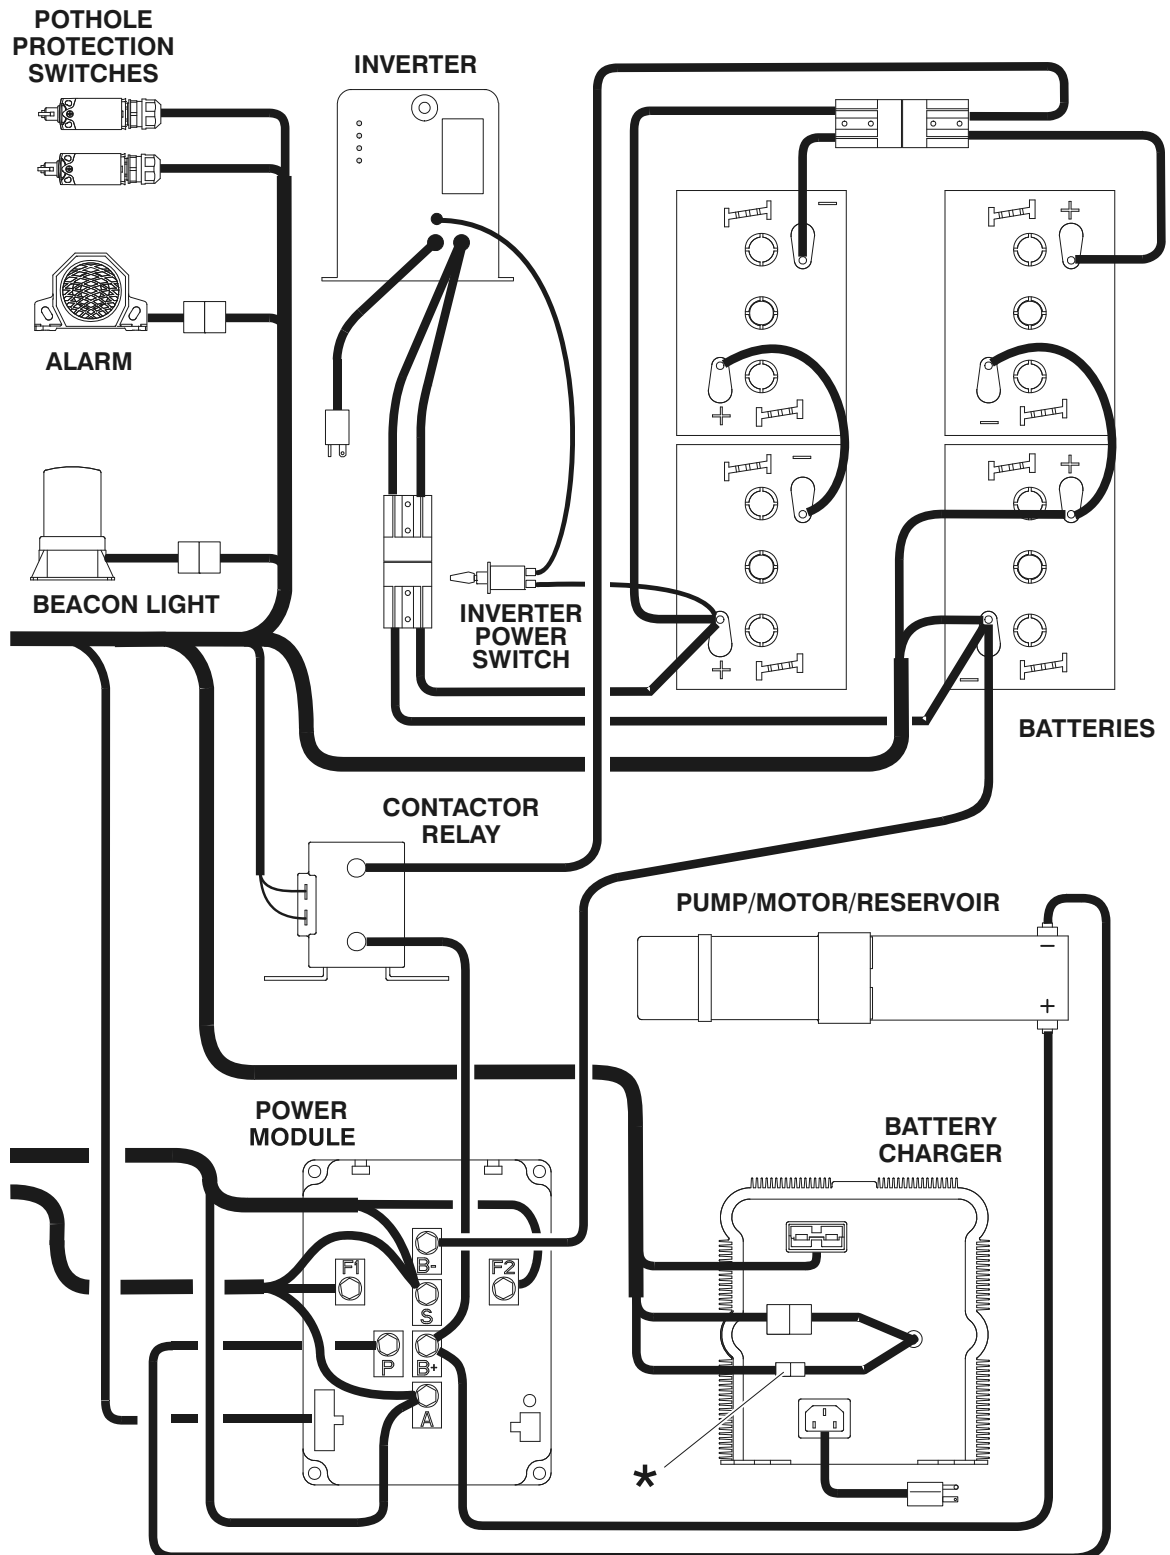 POTHOLE
PROTECTION
SWITCHES
INVERTER
−
+
ALARM
+
−
−
+
BEACON LIGHT
INVERTER
POWER
SWITCH
+
−
BATTERIES
CONTACTOR
RELAY
PUMP/MOTOR/RESERVOIR
−
+
POWER
MODULE
BATTERY
CHARGER
B-
F1
F2
S
P
B+
A
*